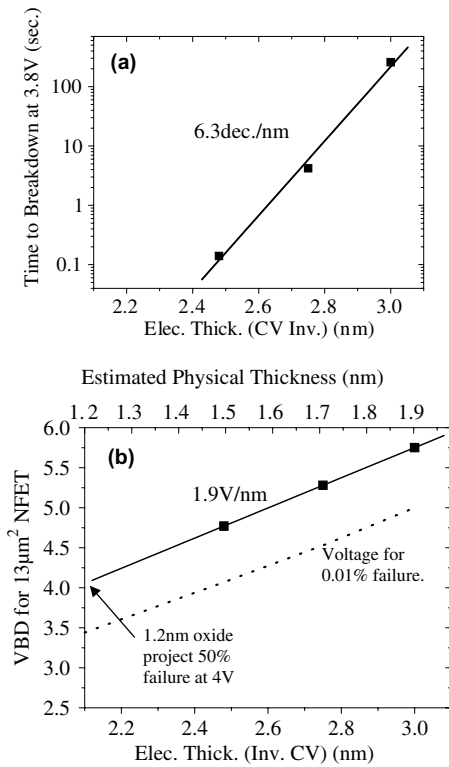 (a)
Time to Breakdown at 3.8V (sec.)
100
10
1
0.1
6.3dec./nm
2.2 2.4 2.6 2.8 3.0
Elec. Thick. (CV Inv.) (nm)
Estimated Physical Thickness (nm)
1.2 1.3 1.4 1.5 1.6 1.7 1.8 1.9
(b)
VBD for 13μm² NFET
6.0
5.5
5.0
4.5
4.0
3.5
3.0
2.5
1.9V/nm
Voltage for
0.01% failure.
1.2nm oxide
project 50%
failure at 4V
2.2 2.4 2.6 2.8 3.0
Elec. Thick. (Inv. CV) (nm)